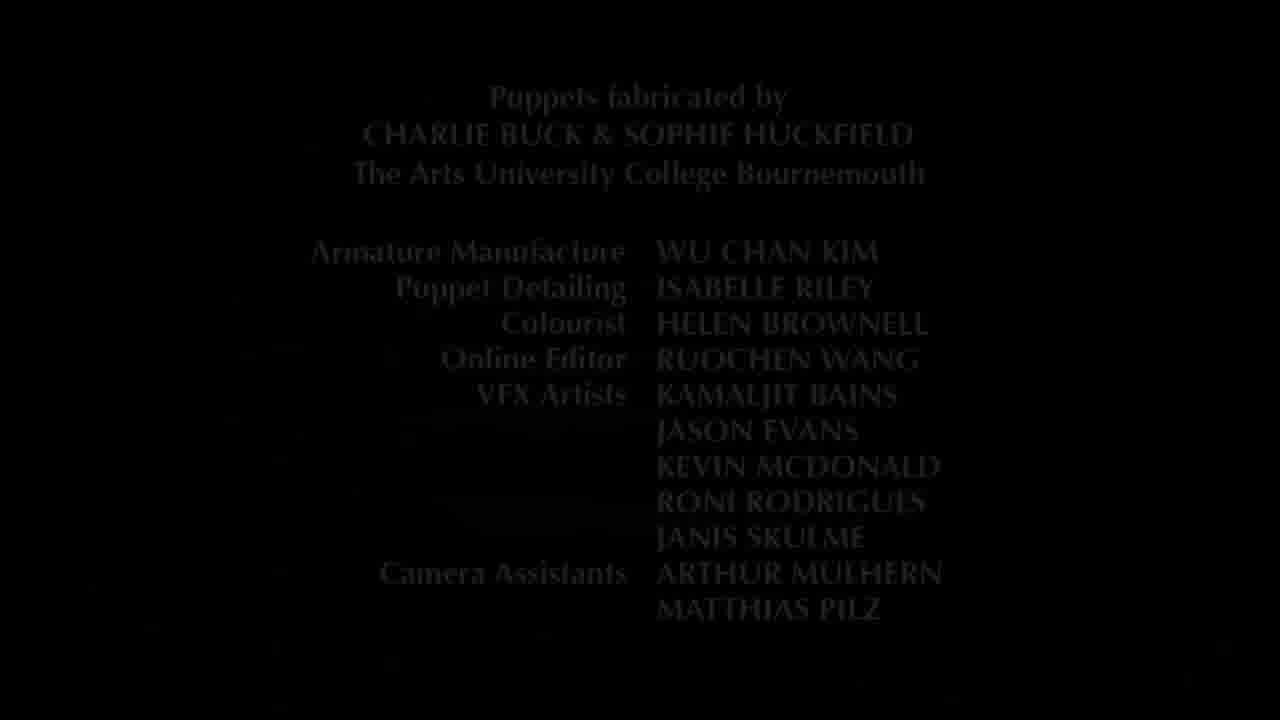 Puppets fabricated by
CHARLIE BUCK & SOPHIE HUCKFIELD
The Arts University College Bournemouth
Armature Manufacture WU CHAN KIM
Puppet Detailing ISABELLE RILEY
Colourist HELEN BROWNELL
Online Editor RUOCHEN WANG
VFX Artists KAMALJIT BAINS
JASON EVANS
KEVIN MCDONALD
RONI RODRIGUES
JANIS SKULME
Camera Assistants ARTHUR MULHERN
MATTHIAS PILZ